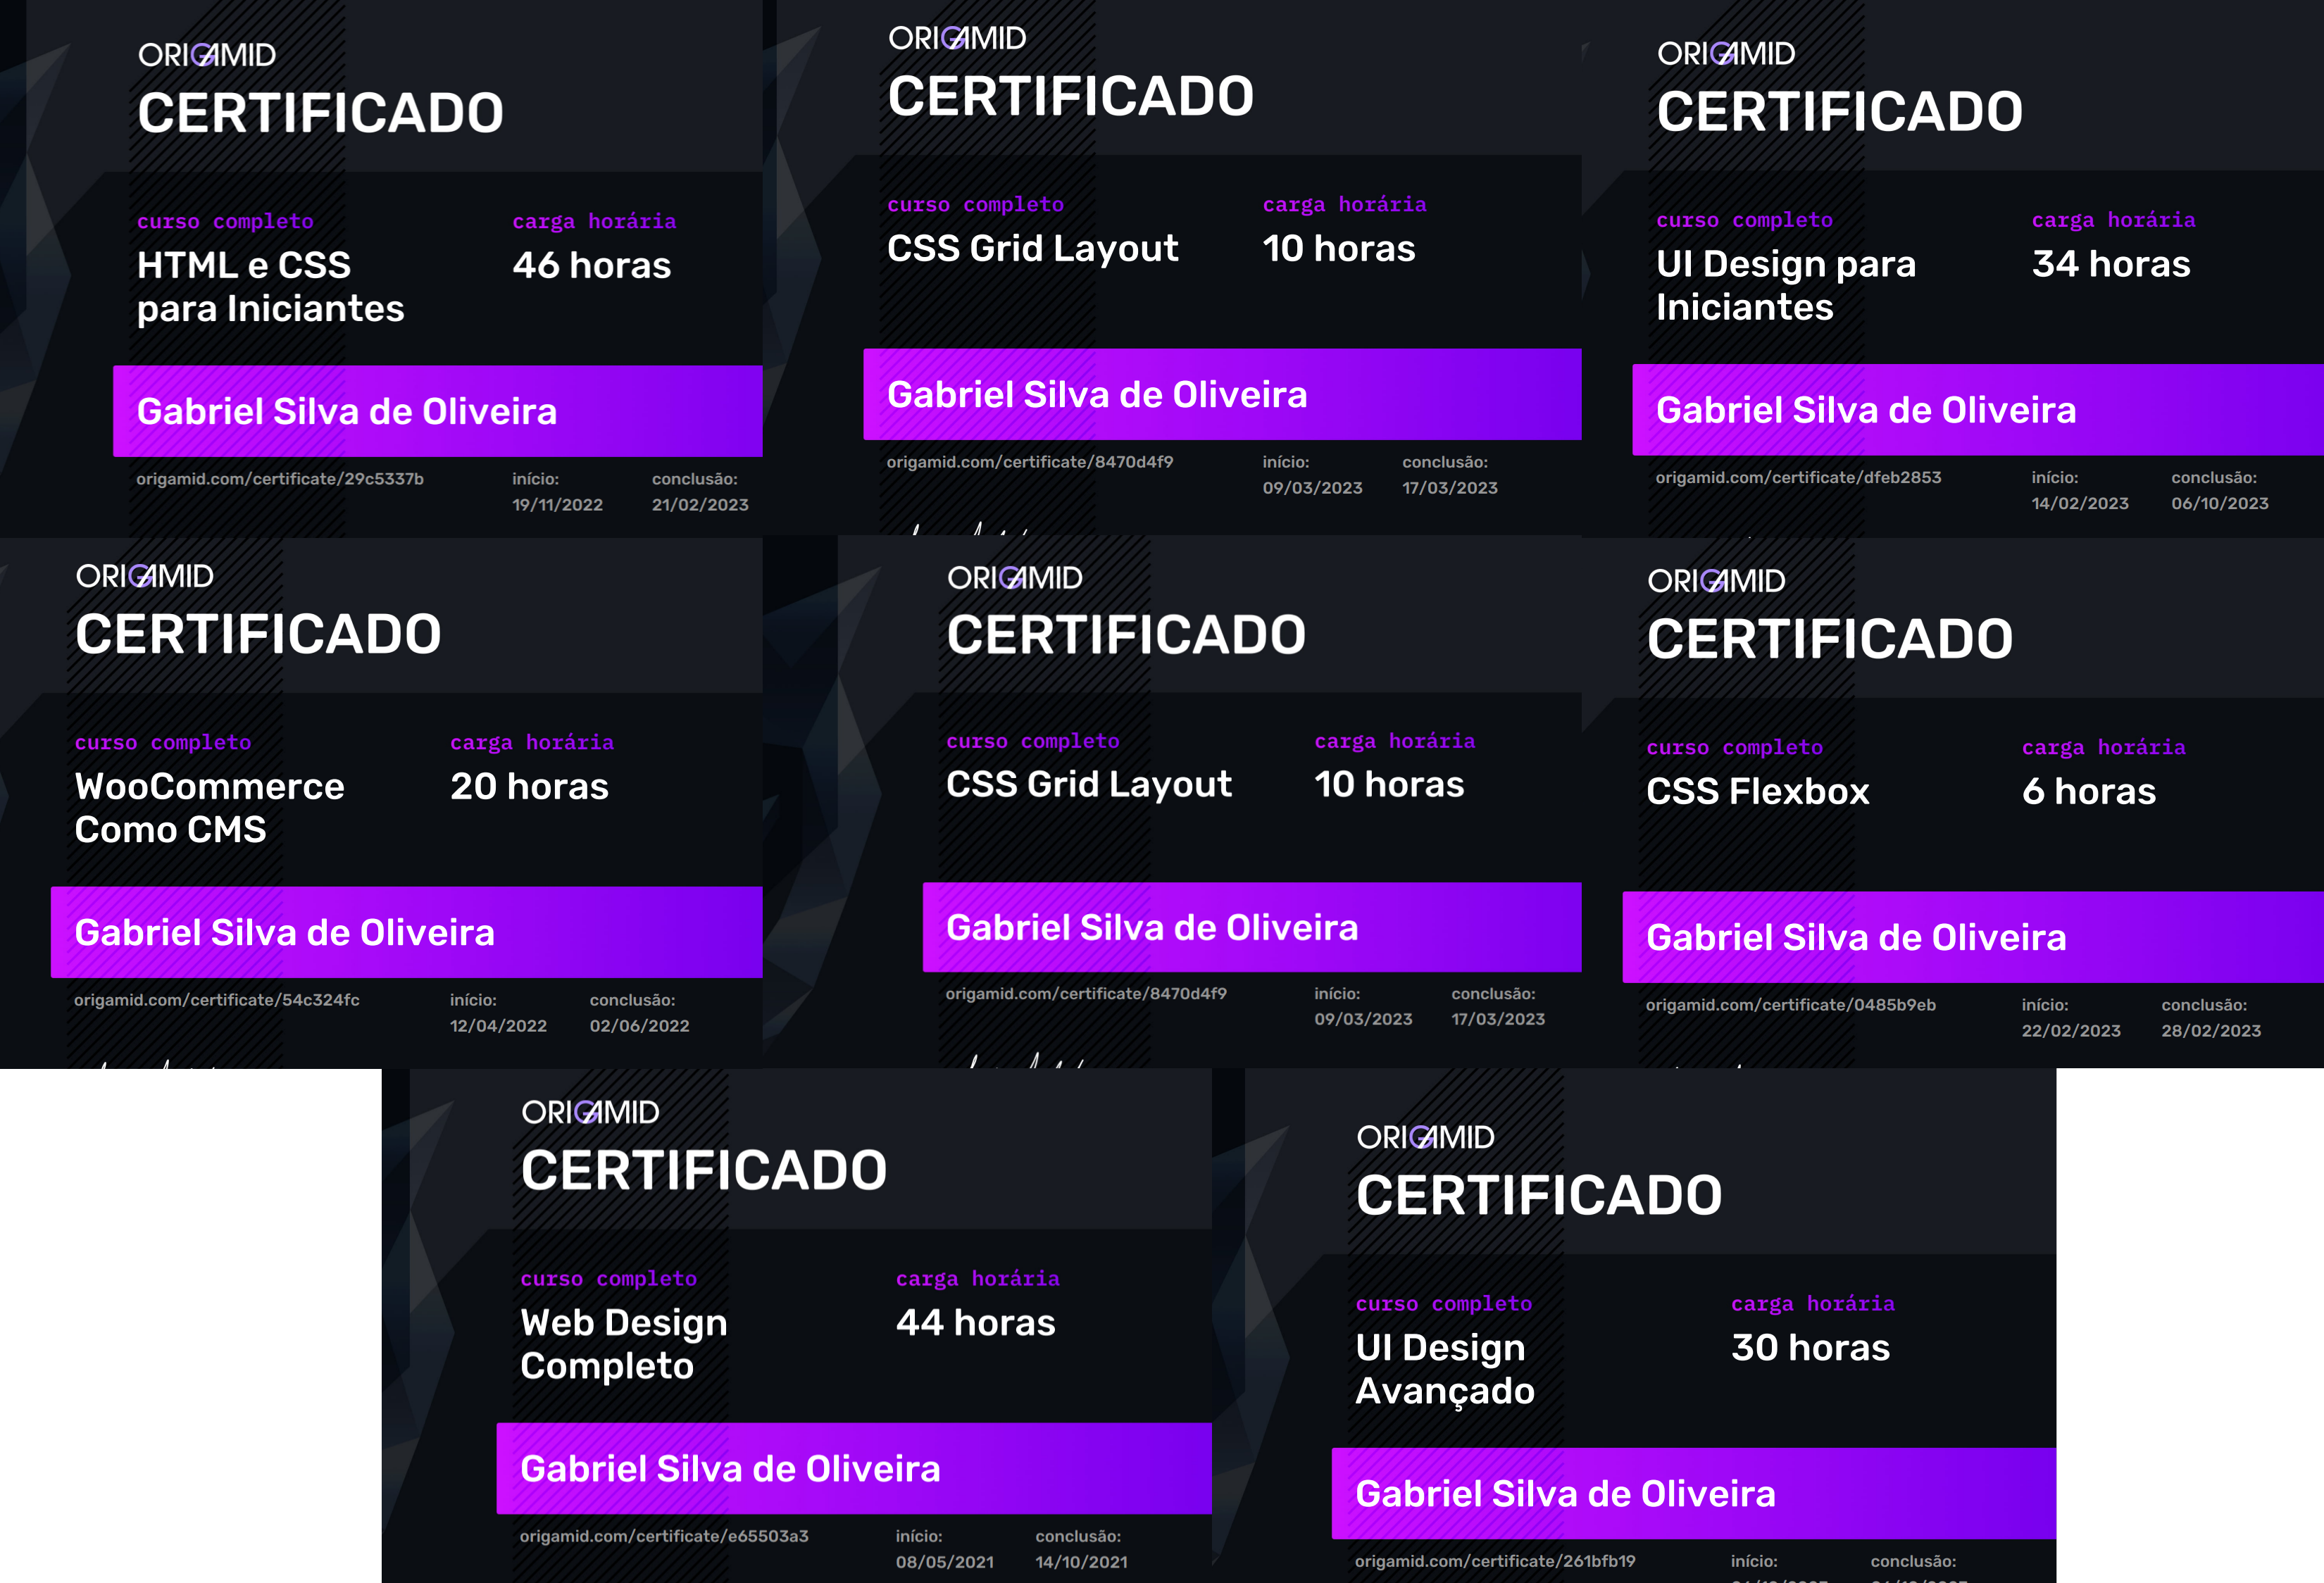 ORIGAMID
CERTIFICADO
curso completo
carga horária
HTML e CSS
para Iniciantes
46 horas
Gabriel Silva de Oliveira
origamid.com/certificate/29c5337b
início:
19/11/2022
conclusão:
21/02/2023
ORIGAMID
CERTIFICADO
curso completo
carga horária
CSS Grid Layout
10 horas
Gabriel Silva de Oliveira
origamid.com/certificate/8470d4f9
início:
09/03/2023
conclusão:
17/03/2023
ORIGAMID
CERTIFICADO
curso completo
carga horária
UI Design para
Iniciantes
34 horas
Gabriel Silva de Oliveira
origamid.com/certificate/dfeb2853
início:
14/02/2023
conclusão:
06/10/2023
ORIGAMID
CERTIFICADO
curso completo
carga horária
WooCommerce
Como CMS
20 horas
Gabriel Silva de Oliveira
origamid.com/certificate/54c324fc
início:
12/04/2022
conclusão:
02/06/2022
ORIGAMID
CERTIFICADO
curso completo
carga horária
CSS Grid Layout
10 horas
Gabriel Silva de Oliveira
origamid.com/certificate/8470d4f9
início:
09/03/2023
conclusão:
17/03/2023
ORIGAMID
CERTIFICADO
curso completo
carga horária
CSS Flexbox
6 horas
Gabriel Silva de Oliveira
origamid.com/certificate/0485b9eb
início:
22/02/2023
conclusão:
28/02/2023
ORIGAMID
CERTIFICADO
curso completo
carga horária
Web Design
Completo
44 horas
Gabriel Silva de Oliveira
origamid.com/certificate/e65503a3
início:
08/05/2021
conclusão:
14/10/2021
ORIGAMID
CERTIFICADO
curso completo
carga horária
UI Design
Avançado
30 horas
Gabriel Silva de Oliveira
origamid.com/certificate/261bfb19
início:
conclusão: